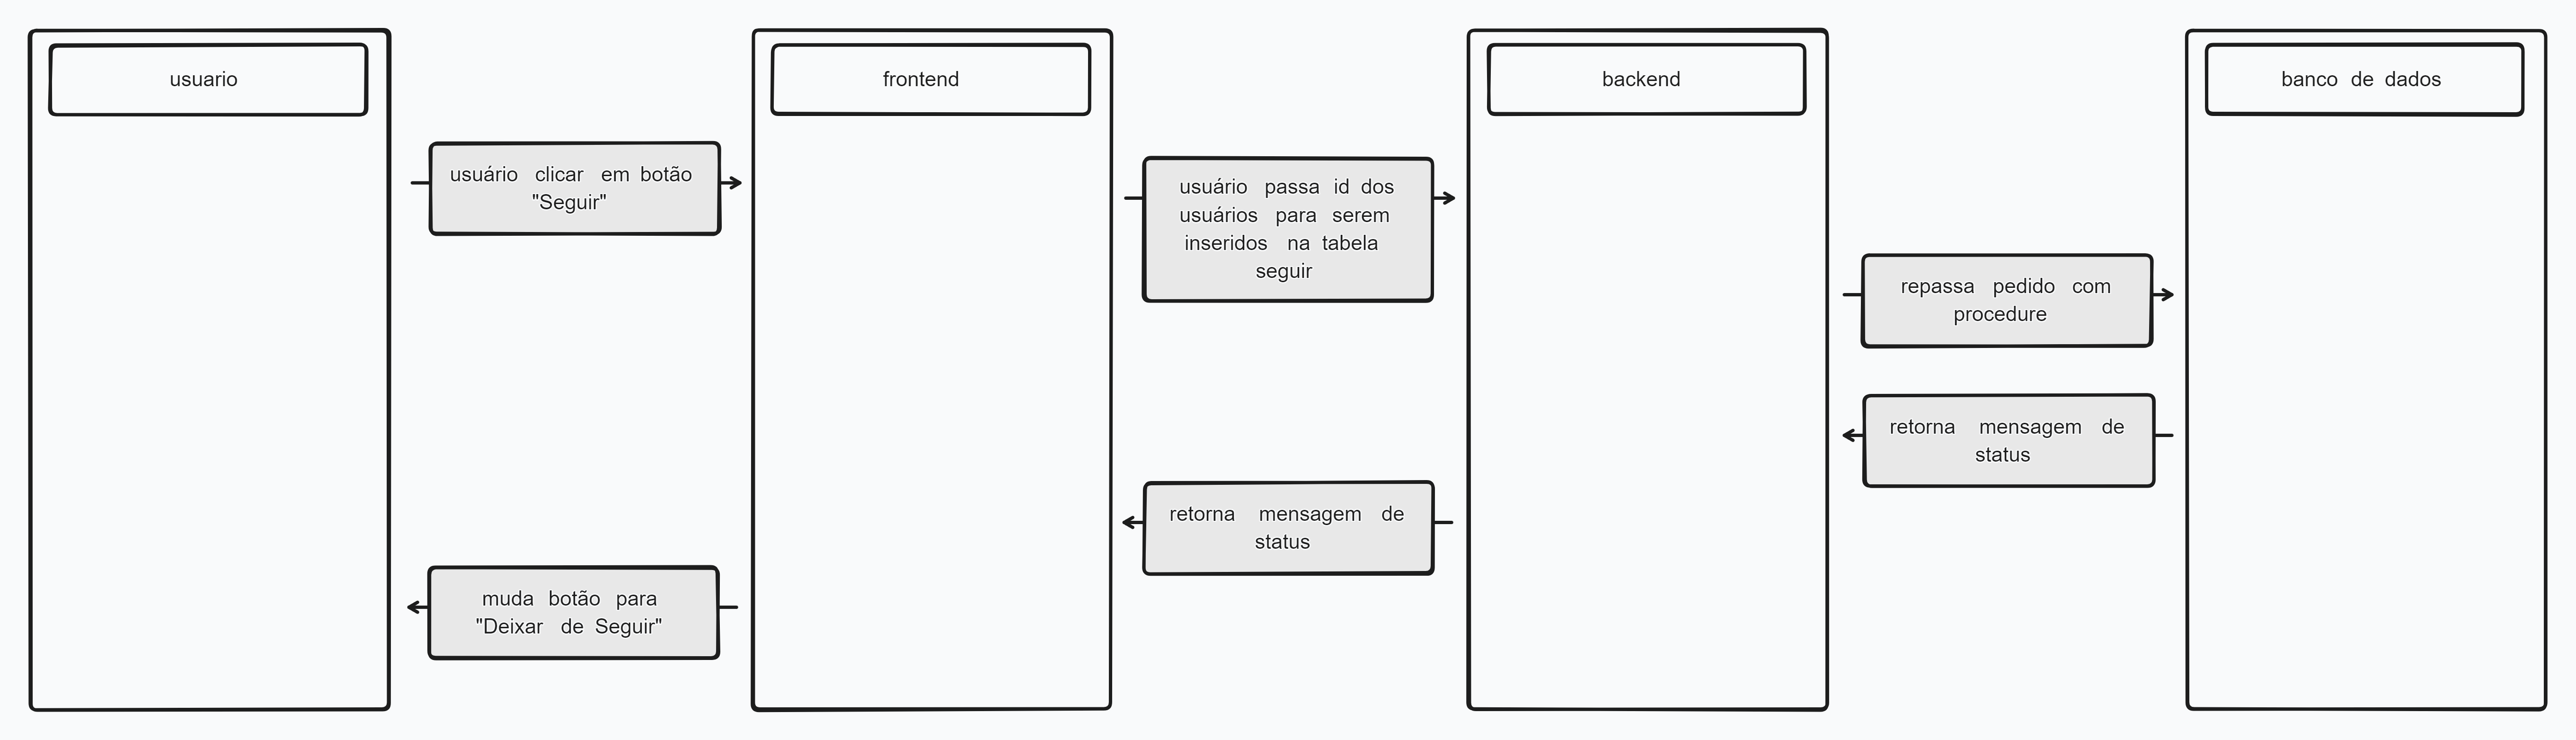 usuario
frontend
backend
banco de dados
usuário clicar em botão
"Seguir"
usuário passa id dos
usuários para serem
inseridos na tabela
seguir
repassa pedido com
procedure
retorna mensagem de
status
retorna mensagem de
status
muda botão para
"Deixar de Seguir"